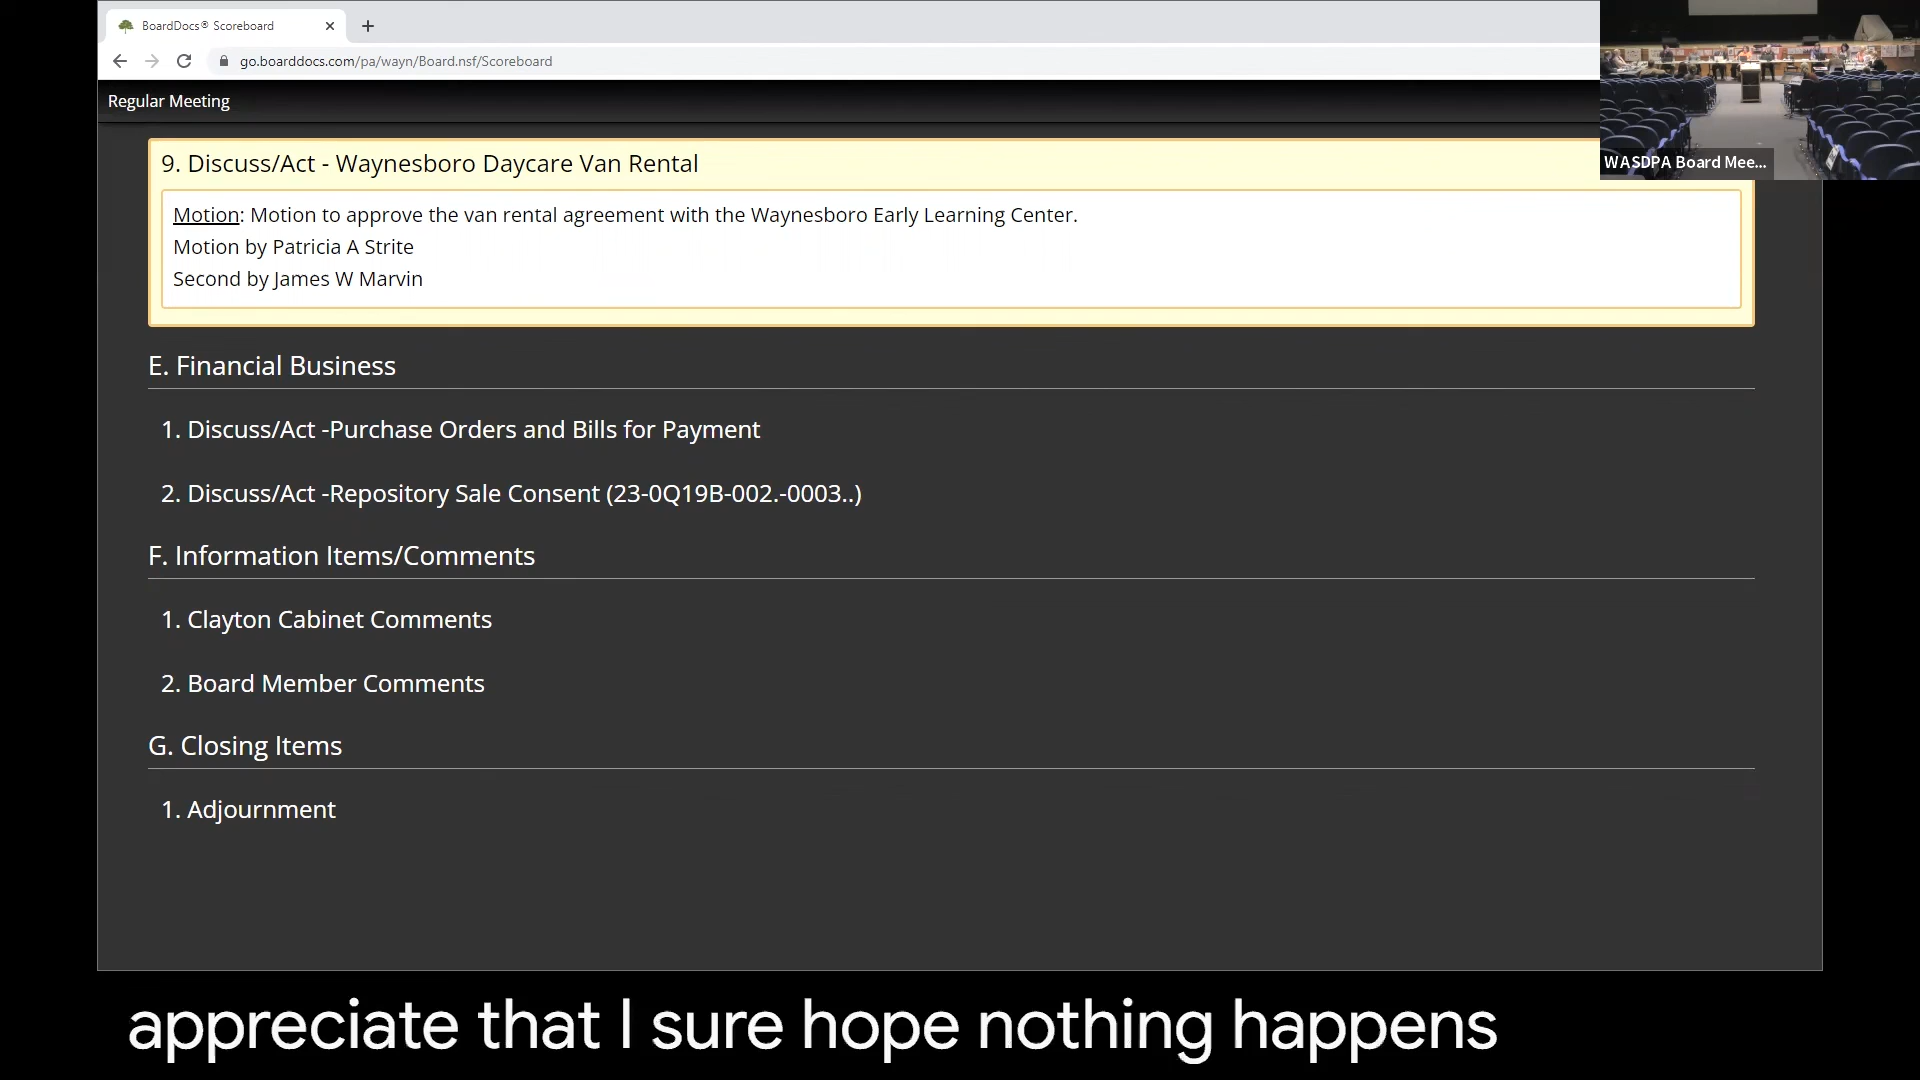 BoardDocs® Scoreboard
go.boarddocs.com/pa/wayn/Board.nsf/Scoreboard
Regular Meeting
WASDPA Board Mee...
9. Discuss/Act - Waynesboro Daycare Van Rental
Motion: Motion to approve the van rental agreement with the Waynesboro Early Learning Center.
Motion by Patricia A Strite
Second by James W Marvin
E. Financial Business
1. Discuss/Act -Purchase Orders and Bills for Payment
2. Discuss/Act -Repository Sale Consent (23-0Q19B-002.-0003..)
F. Information Items/Comments
1. Clayton Cabinet Comments
2. Board Member Comments
G. Closing Items
1. Adjournment
appreciate that I sure hope nothing happens